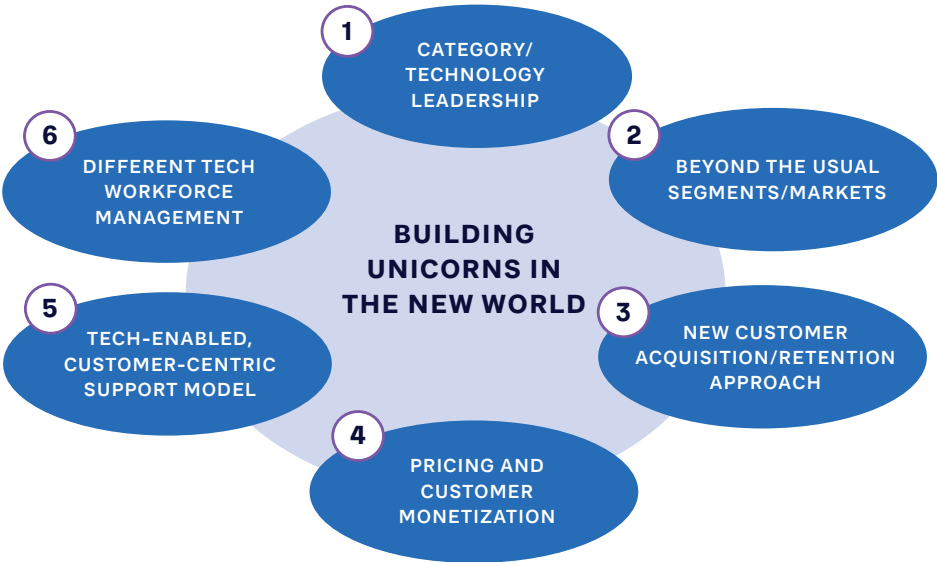 1
CATEGORY/
TECHNOLOGY
LEADERSHIP
2
BEYOND THE USUAL
SEGMENTS/MARKETS
3
NEW CUSTOMER
ACQUISITION/RETENTION
APPROACH
4
PRICING AND
CUSTOMER
MONETIZATION
5
TECH-ENABLED,
CUSTOMER-CENTRIC
SUPPORT MODEL
6
DIFFERENT TECH
WORKFORCE
MANAGEMENT
BUILDING
UNICORNS IN
THE NEW WORLD